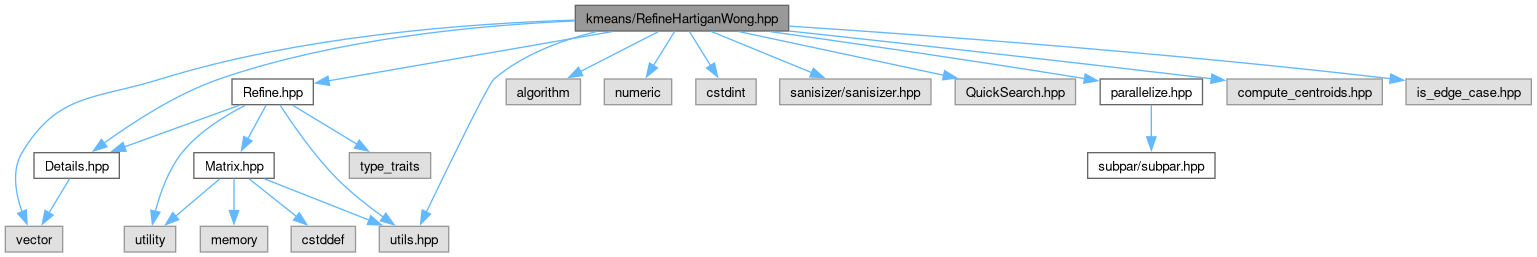 kmeans/RefineHartiganWong.hpp
Refine.hpp
algorithm
numeric
cstdint
sanisizer/sanisizer.hpp
QuickSearch.hpp
parallelize.hpp
compute_centroids.hpp
is_edge_case.hpp
Details.hpp
Matrix.hpp
type_traits
subpar/subpar.hpp
vector
utility
memory
cstddef
utils.hpp